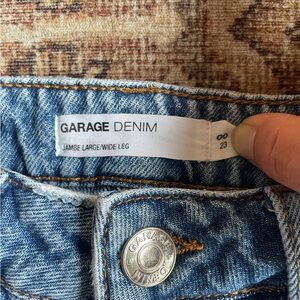 GARAGE DENIM
JAMBE LARGE/WIDE LEG
00
23
GARAGE
DENIM